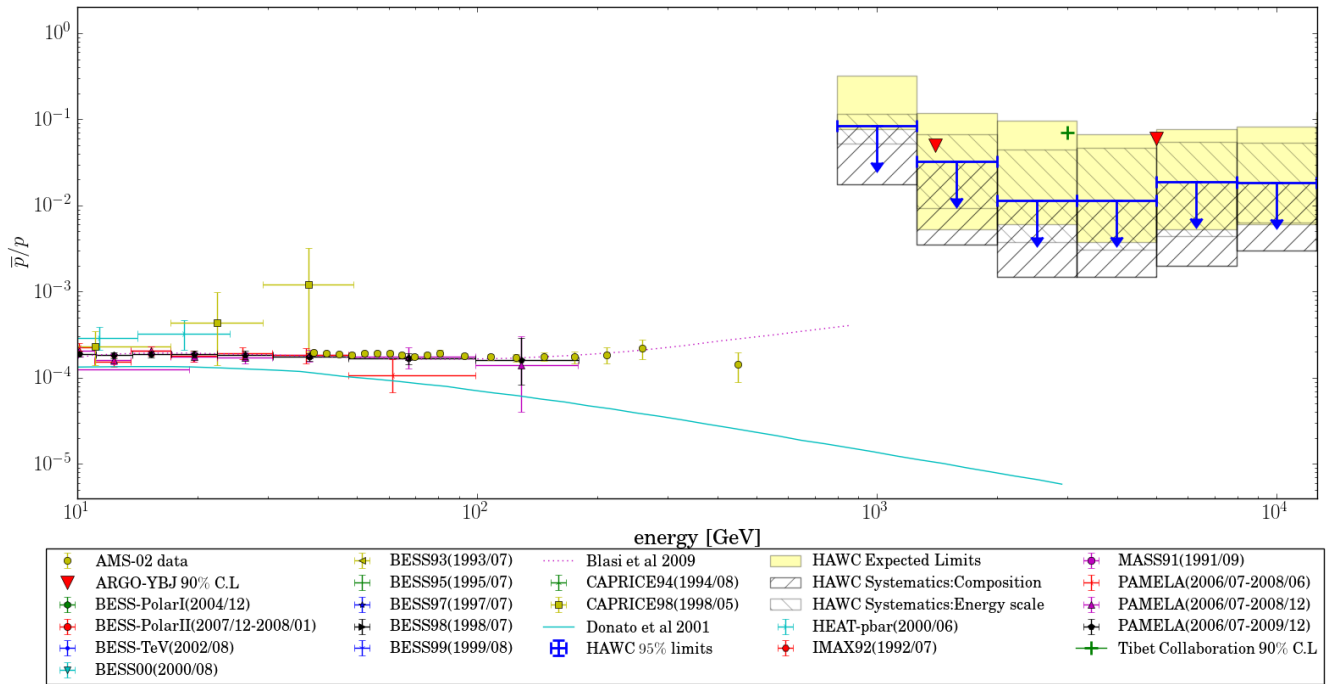 10^0
10^-1
10^-2
10^-3
10^-4
10^-5
p̅/p
10^1
10^2
10^3
10^4
energy [GeV]
AMS-02 data
ARGO-YBJ 90% C.L
BESS-PolarI(2004/12)
BESS-PolarII(2007/12-2008/01)
BESS-TeV(2002/08)
BESS00(2000/08)
BESS93(1993/07)
BESS95(1995/07)
BESS97(1997/07)
BESS98(1998/07)
BESS99(1999/08)
Blasi et al 2009
CAPRICE94(1994/08)
CAPRICE98(1998/05)
Donato et al 2001
HAWC 95% limits
HAWC Expected Limits
HAWC Systematics:Composition
HAWC Systematics:Energy scale
HEAT-pbar(2000/06)
IMAX92(1992/07)
MASS91(1991/09)
PAMELA(2006/07-2008/06)
PAMELA(2006/07-2008/12)
PAMELA(2006/07-2009/12)
Tibet Collaboration 90% C.L